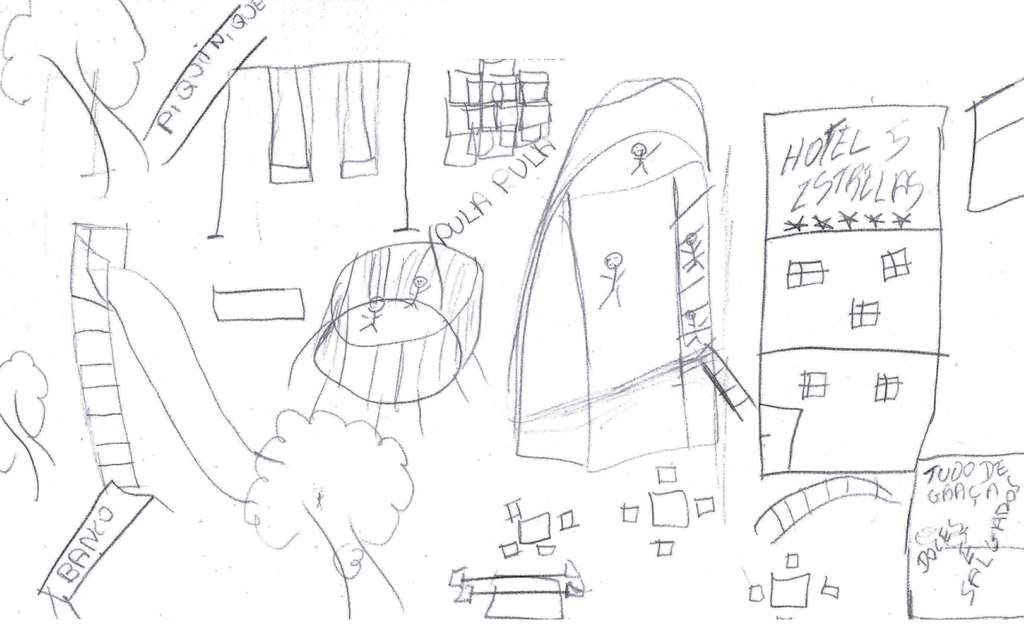 PIQUINIQUE
PULA PULA
HOTEL 5
ESTRELAS
BANCO
TUDO DE
GRAÇA
DOCES
E
SALGADOS